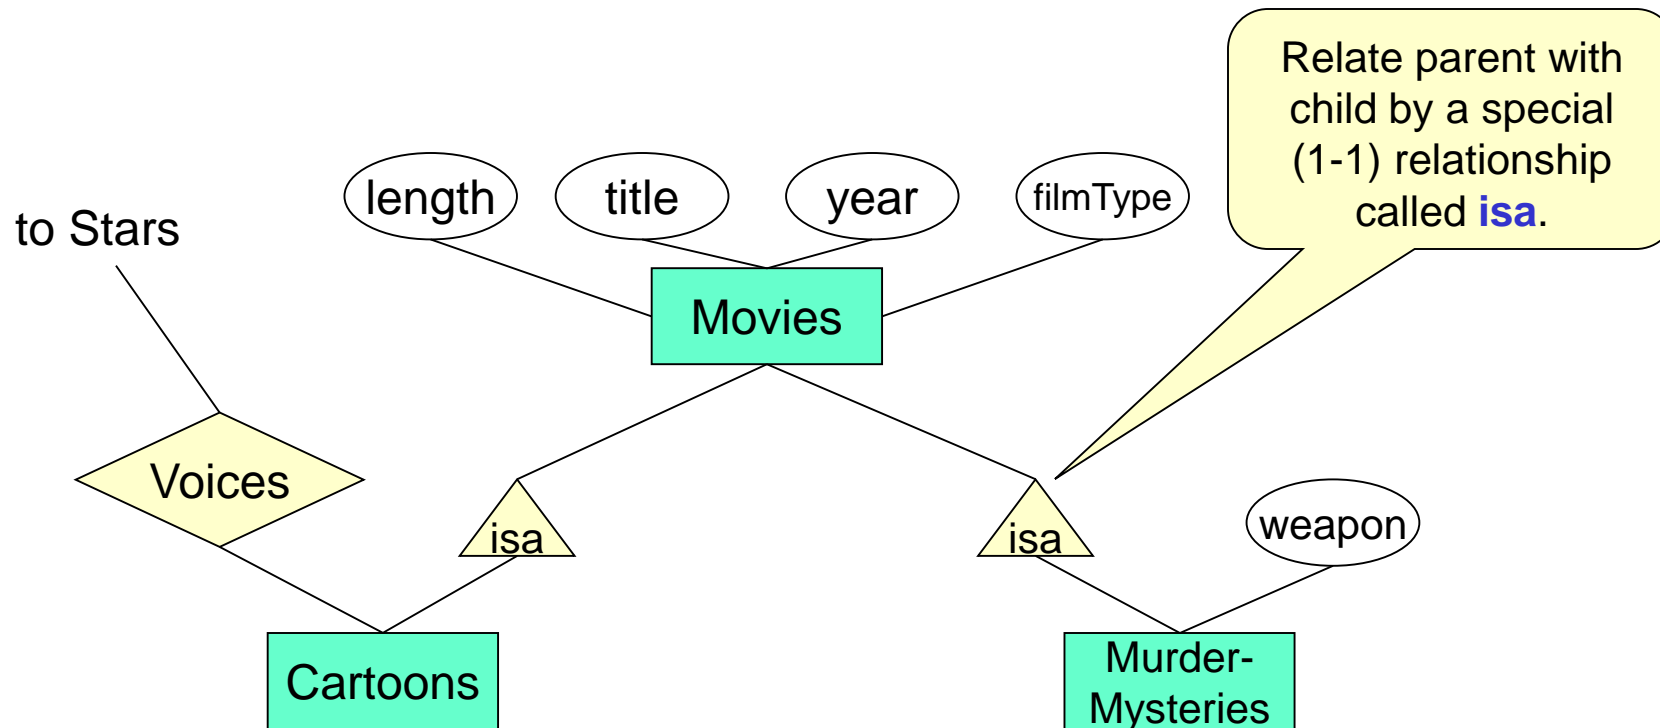 Relate parent with
child by a special
(1-1) relationship
called isa.
length
title
year
filmType
to Stars
Movies
Voices
isa
isa
weapon
Cartoons
Murder-
Mysteries